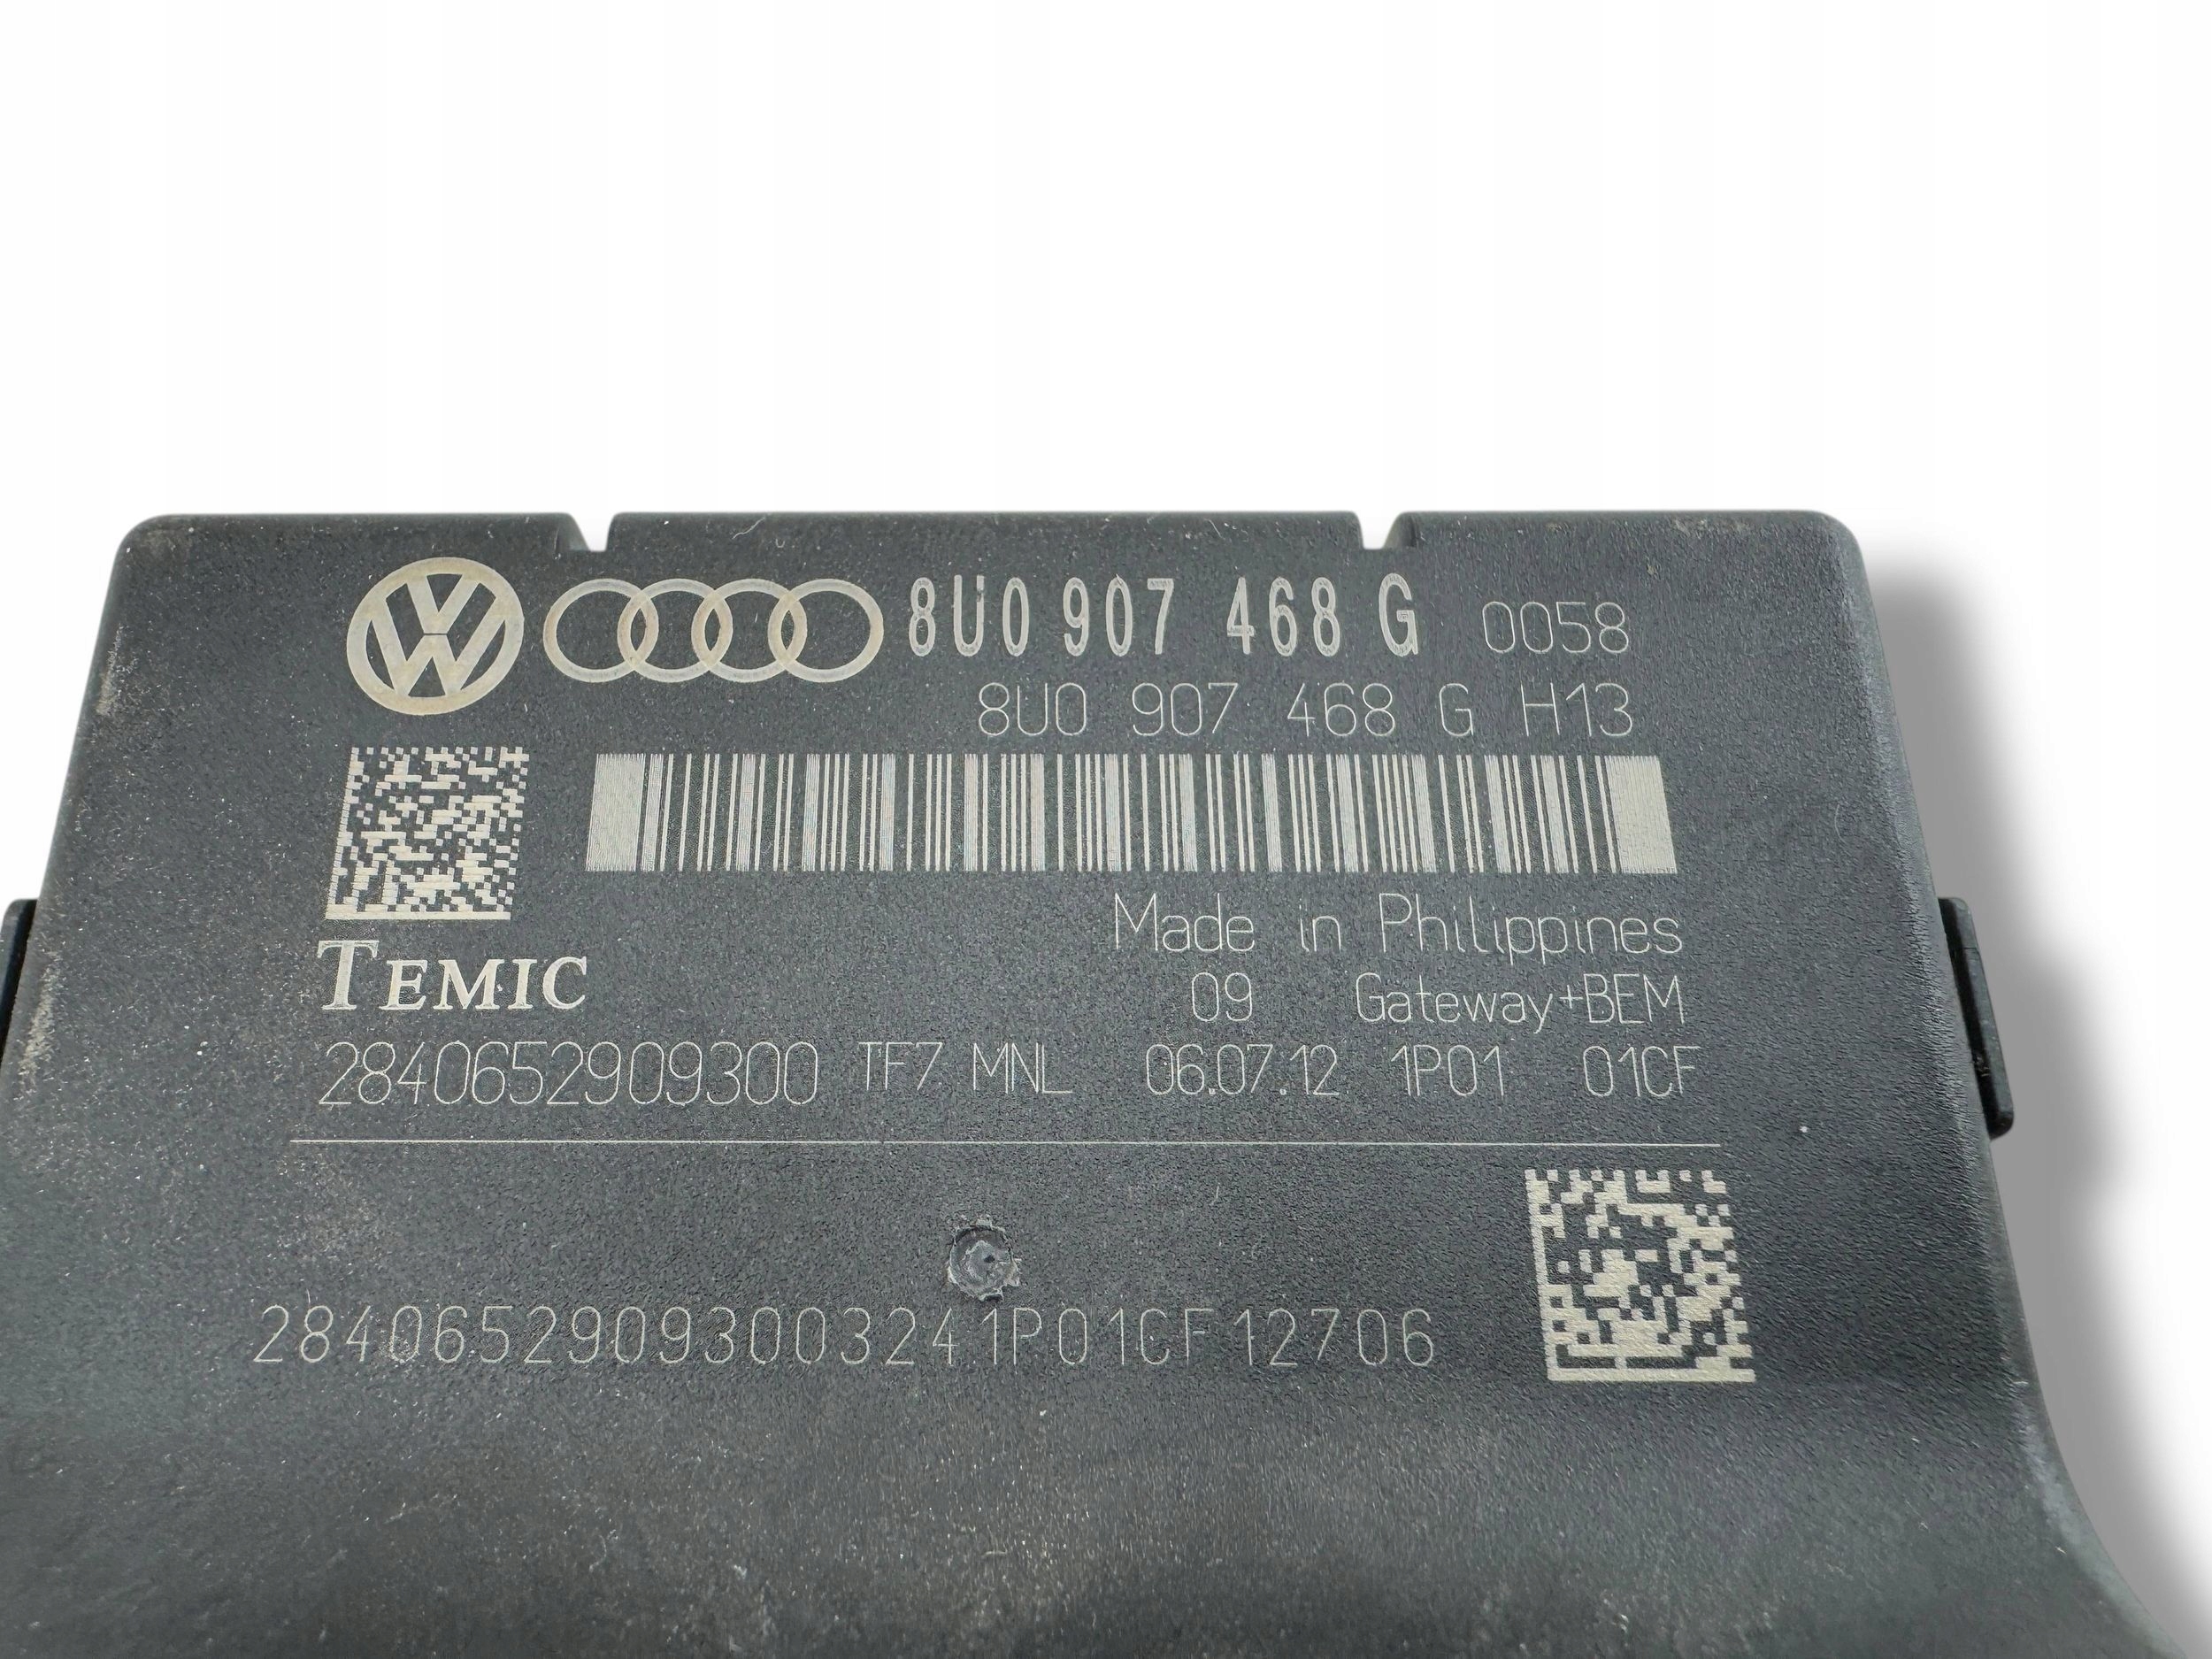 8U0 907 468 G 0058
8U0 907 468 G H13
Made in Philippines
TEMIC
09 Gateway+BEM
2840652909300 TF7 MNL 06.07.12 1P01 01CF
28406529093003241P01CF12706